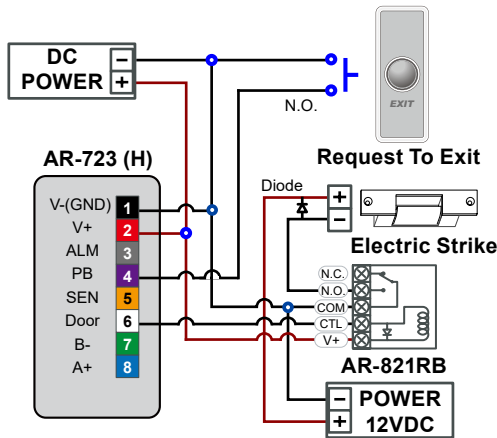 DC
POWER
−
+
N.O.
EXIT
Request To Exit
AR-723 (H)
V-(GND) 1
V+ 2
ALM 3
PB 4
SEN 5
Door 6
B- 7
A+ 8
Diode
+
−
Electric Strike
N.C.
N.O.
COM
CTL
V+
AR-821RB
− POWER
+ 12VDC